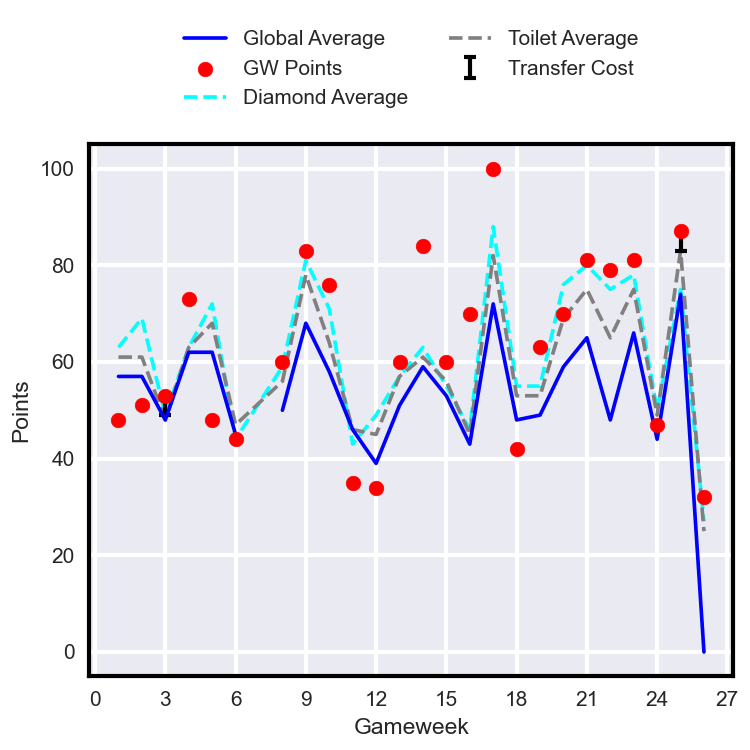 Global Average
GW Points
Diamond Average
Toilet Average
Transfer Cost
100
80
60
40
20
0
Points
0 3 6 9 12 15 18 21 24 27
Gameweek